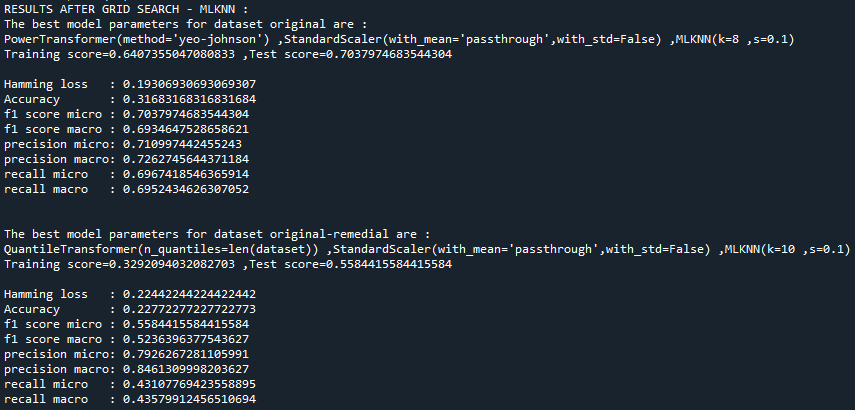 RESULTS AFTER GRID SEARCH - MLKNN :
The best model parameters for dataset original are :
PowerTransformer(method='yeo-johnson') ,StandardScaler(with_mean='passthrough',with_std=False) ,MLKNN(k=8 ,s=0.1)
Training score=0.6407355047080833 ,Test score=0.7037974683544304
Hamming loss   : 0.19306930693069307
Accuracy       : 0.31683168316831684
f1 score micro : 0.7037974683544304
f1 score macro : 0.6934647528658621
precision micro: 0.710997442455243
precision macro: 0.7262745644371184
recall micro   : 0.6967418546365914
recall macro   : 0.6952434626307052
The best model parameters for dataset original-remedial are :
QuantileTransformer(n_quantiles=len(dataset)) ,StandardScaler(with_mean='passthrough',with_std=False) ,MLKNN(k=10 ,s=0.1)
Training score=0.3292094032082703 ,Test score=0.5584415584415584
Hamming loss   : 0.22442244224422442
Accuracy       : 0.22772277227722773
f1 score micro : 0.5584415584415584
f1 score macro : 0.5236396377543627
precision micro: 0.7926267281105991
precision macro: 0.8461309998203627
recall micro   : 0.43107769423558895
recall macro   : 0.43579912456510694